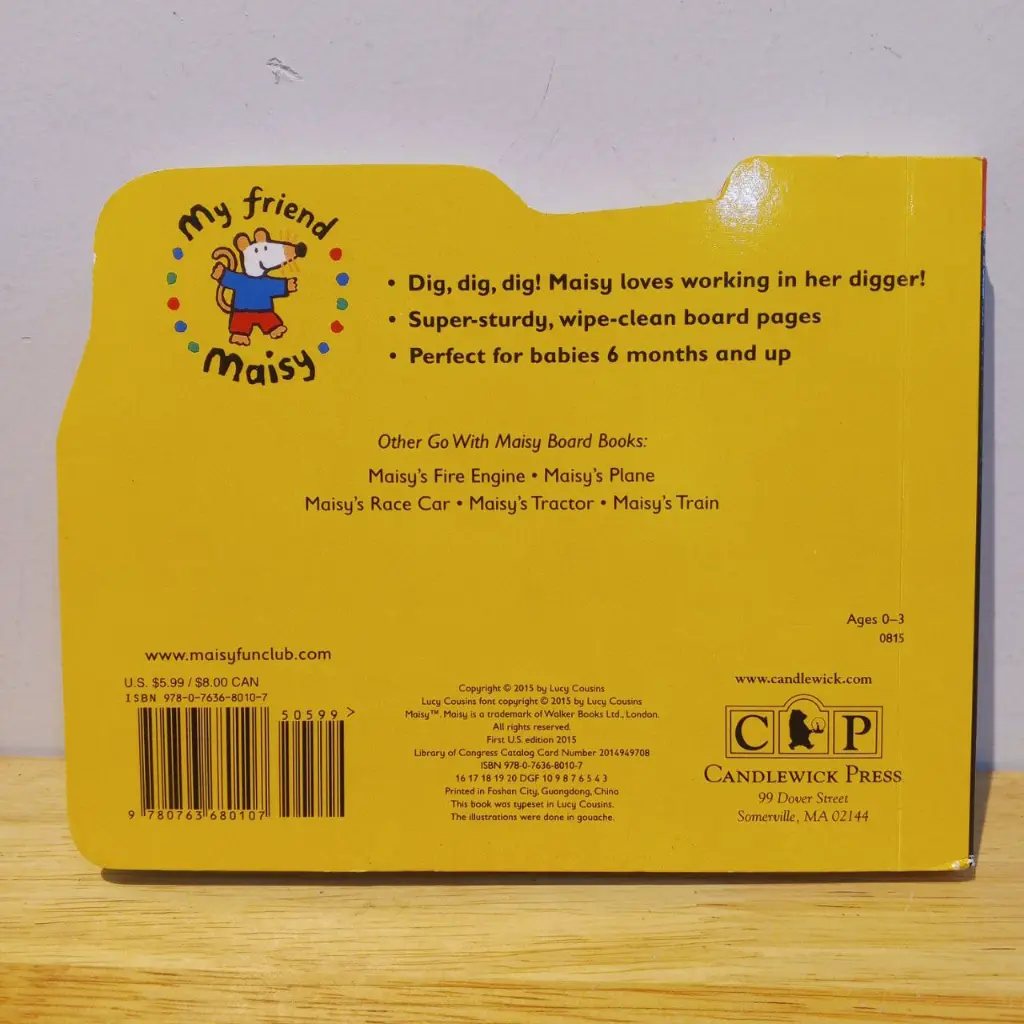 My friend
Maisy
• Dig, dig, dig! Maisy loves working in her digger!
• Super-sturdy, wipe-clean board pages
• Perfect for babies 6 months and up
Other Go With Maisy Board Books:
Maisy's Fire Engine • Maisy's Plane
Maisy's Race Car • Maisy's Tractor • Maisy's Train
Ages 0–3
0815
www.maisyfunclub.com
U.S. $5.99 / $8.00 CAN
ISBN 978-0-7636-8010-7
50599>
9 780763 680107
Copyright © 2015 by Lucy Cousins
Lucy Cousins font copyright © 2015 by Lucy Cousins
Maisy™. Maisy is a trademark of Walker Books Ltd., London.
All rights reserved.
First U.S. edition 2015
Library of Congress Catalog Card Number 2014949708
ISBN 978-0-7636-8010-7
16 17 18 19 20 DGF 10 9 8 7 6 5 4 3
Printed in Foshan City, Guangdong, China
This book was typeset in Lucy Cousins.
The illustrations were done in gouache.
www.candlewick.com
C P
CANDLEWICK PRESS
99 Dover Street
Somerville, MA 02144